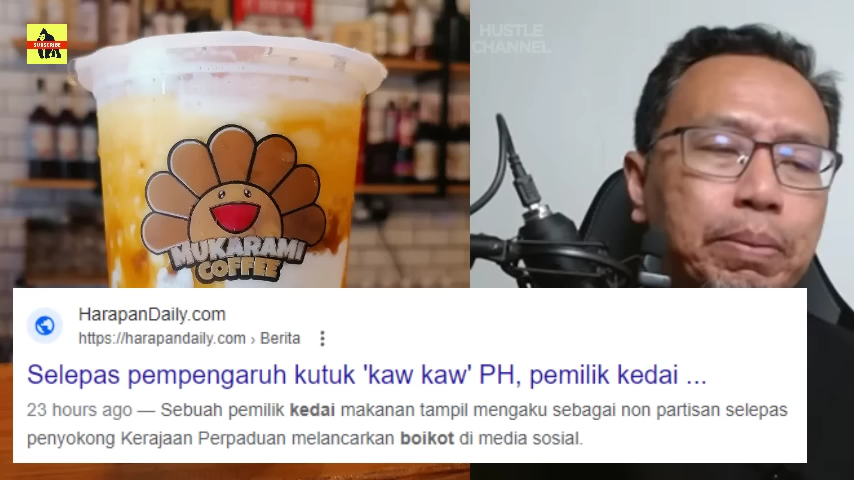 SUBSCRIBE
HUSTLE
CHANNEL
MUKARAMI
COFFEE
HarapanDaily.com
https://harapandaily.com › Berita
Selepas pempengaruh kutuk 'kaw kaw' PH, pemilik kedai ...
23 hours ago — Sebuah pemilik kedai makanan tampil mengaku sebagai non partisan selepas
penyokong Kerajaan Perpaduan melancarkan boikot di media sosial.